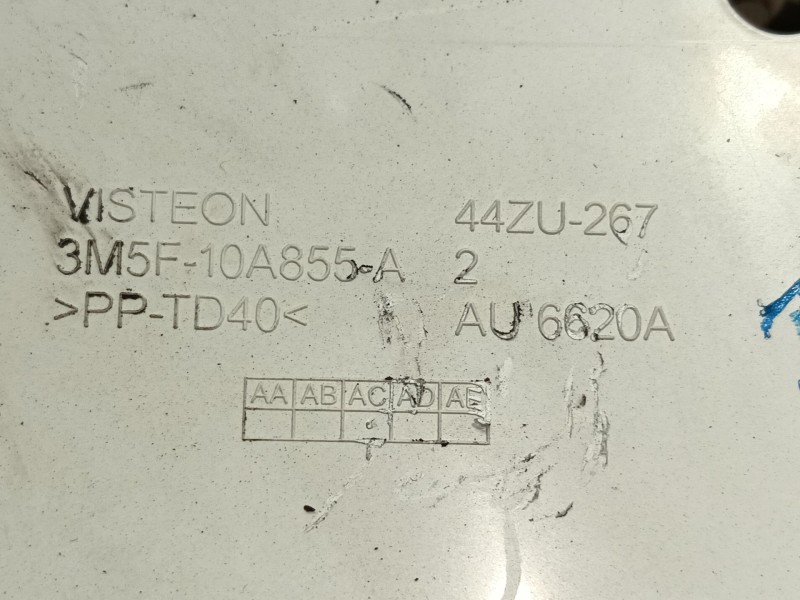 VISTEON 44ZU-267
3M5F-10A855-A 2
>PP-TD40< AU 6620A
AA AB AC AD AE